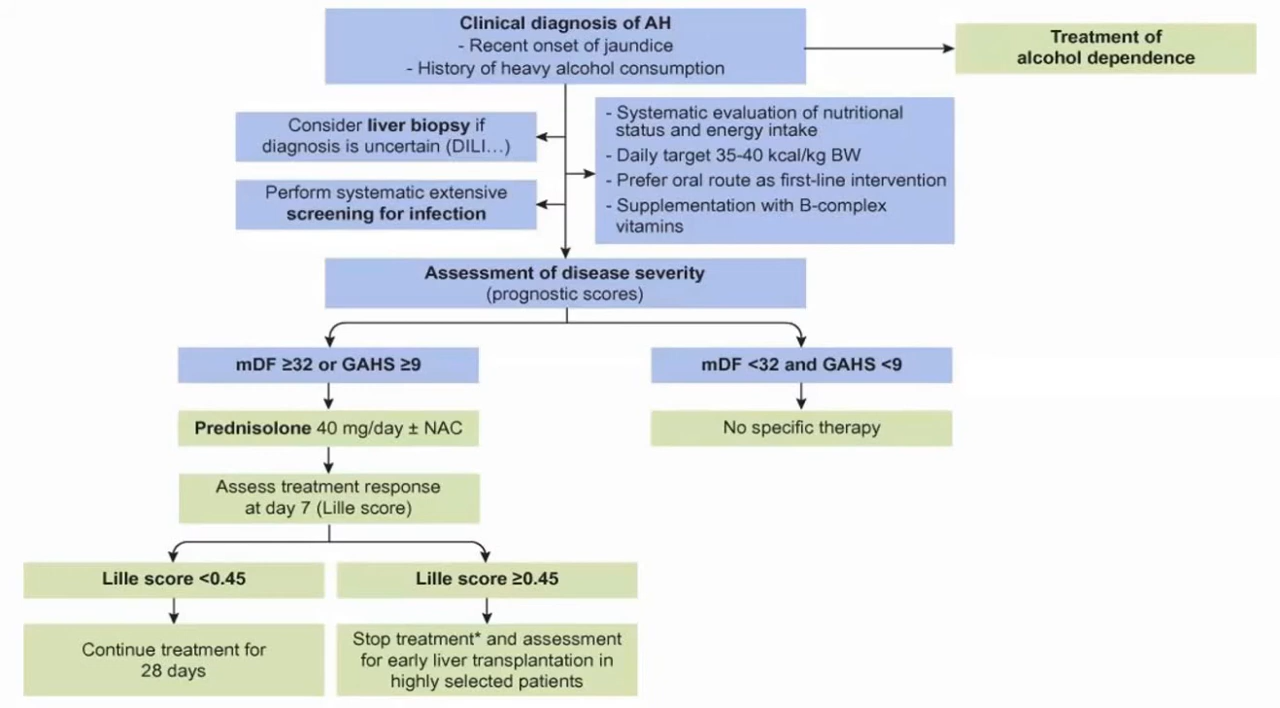 Clinical diagnosis of AH
- Recent onset of jaundice
- History of heavy alcohol consumption
Treatment of
alcohol dependence
Consider liver biopsy if
diagnosis is uncertain (DILI…)
Perform systematic extensive
screening for infection
- Systematic evaluation of nutritional
status and energy intake
- Daily target 35-40 kcal/kg BW
- Prefer oral route as first-line intervention
- Supplementation with B-complex
vitamins
Assessment of disease severity
(prognostic scores)
mDF ≥32 or GAHS ≥9
mDF <32 and GAHS <9
Prednisolone 40 mg/day ± NAC
No specific therapy
Assess treatment response
at day 7 (Lille score)
Lille score <0.45
Lille score ≥0.45
Continue treatment for
28 days
Stop treatment* and assessment
for early liver transplantation in
highly selected patients